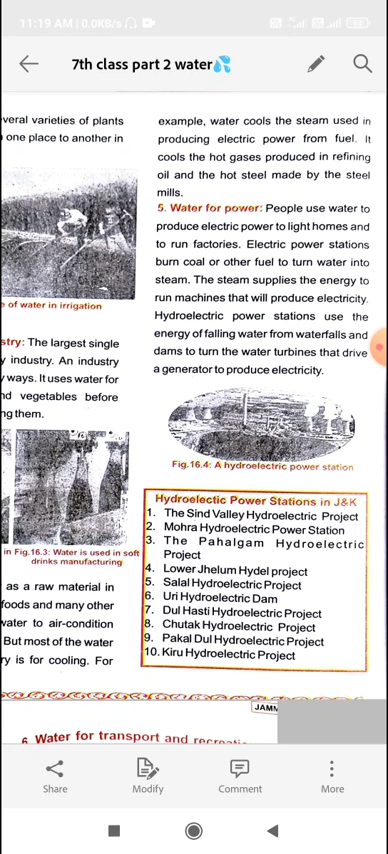 11:19 AM | 0.0KB/s
7th class part 2 water💦
veral varieties of plants
one place to another in
e of water in irrigation
stry: The largest single
y industry. An industry
y ways. It uses water for
nd vegetables before
ng them.
in Fig.16.3: Water is used in soft
drinks manufacturing
as a raw material in
foods and many other
water to air-condition
But most of the water
ry is for cooling. For
example, water cools the steam used in
producing electric power from fuel. It
cools the hot gases produced in refining
oil and the hot steel made by the steel
mills.
5. Water for power: People use water to
produce electric power to light homes and
to run factories. Electric power stations
burn coal or other fuel to turn water into
steam. The steam supplies the energy to
run machines that will produce electricity.
Hydroelectric power stations use the
energy of falling water from waterfalls and
dams to turn the water turbines that drive
a generator to produce electricity.
Fig.16.4: A hydroelectric power station
Hydroelectic Power Stations in J&K
1. The Sind Valley Hydroelectric Project
2. Mohra Hydroelectric Power Station
3. The Pahalgam Hydroelectric
Project
4. Lower Jhelum Hydel project
5. Salal Hydroelectric Project
6. Uri Hydroelectric Dam
7. Dul Hasti Hydroelectric Project
8. Chutak Hydroelectric Project
9. Pakal Dul Hydroelectric Project
10. Kiru Hydroelectric Project
JAMM
6. Water for transport and recreati
Share
Modify
Comment
More